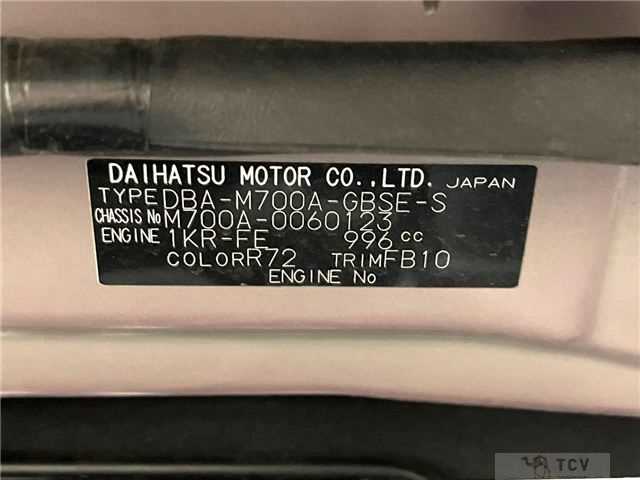 DAIHATSU MOTOR CO.,LTD. JAPAN
TYPE DBA-M700A-GBSE-S
CHASSIS No M700A-0060123
ENGINE 1KR-FE 996 cc
COLOR R72 TRIM FB10
ENGINE No
TCV